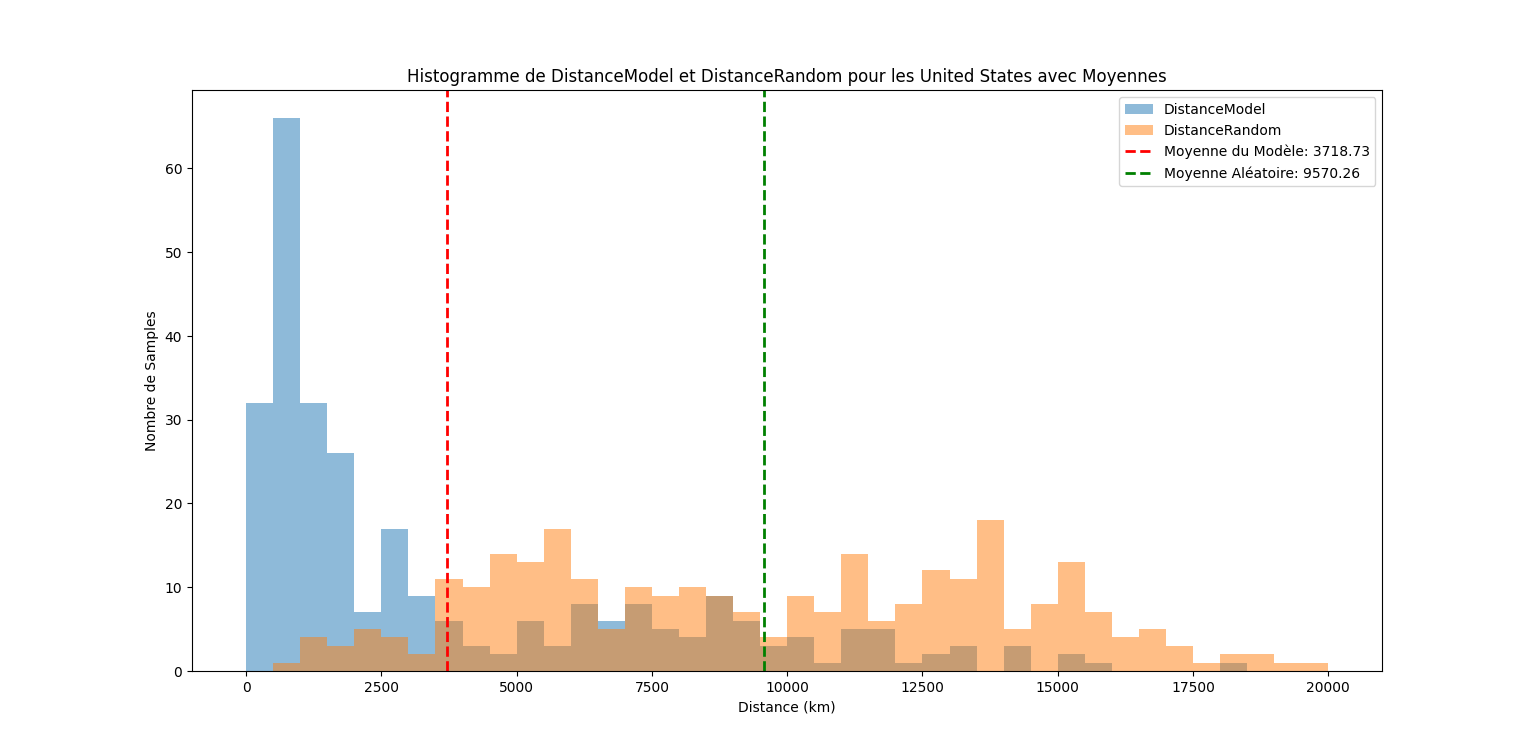 Histogramme de DistanceModel et DistanceRandom pour les United States avec Moyennes
DistanceModel
DistanceRandom
Moyenne du Modèle: 3718.73
Moyenne Aléatoire: 9570.26
Nombre de Samples
60
50
40
30
20
10
0
0 2500 5000 7500 10000 12500 15000 17500 20000
Distance (km)